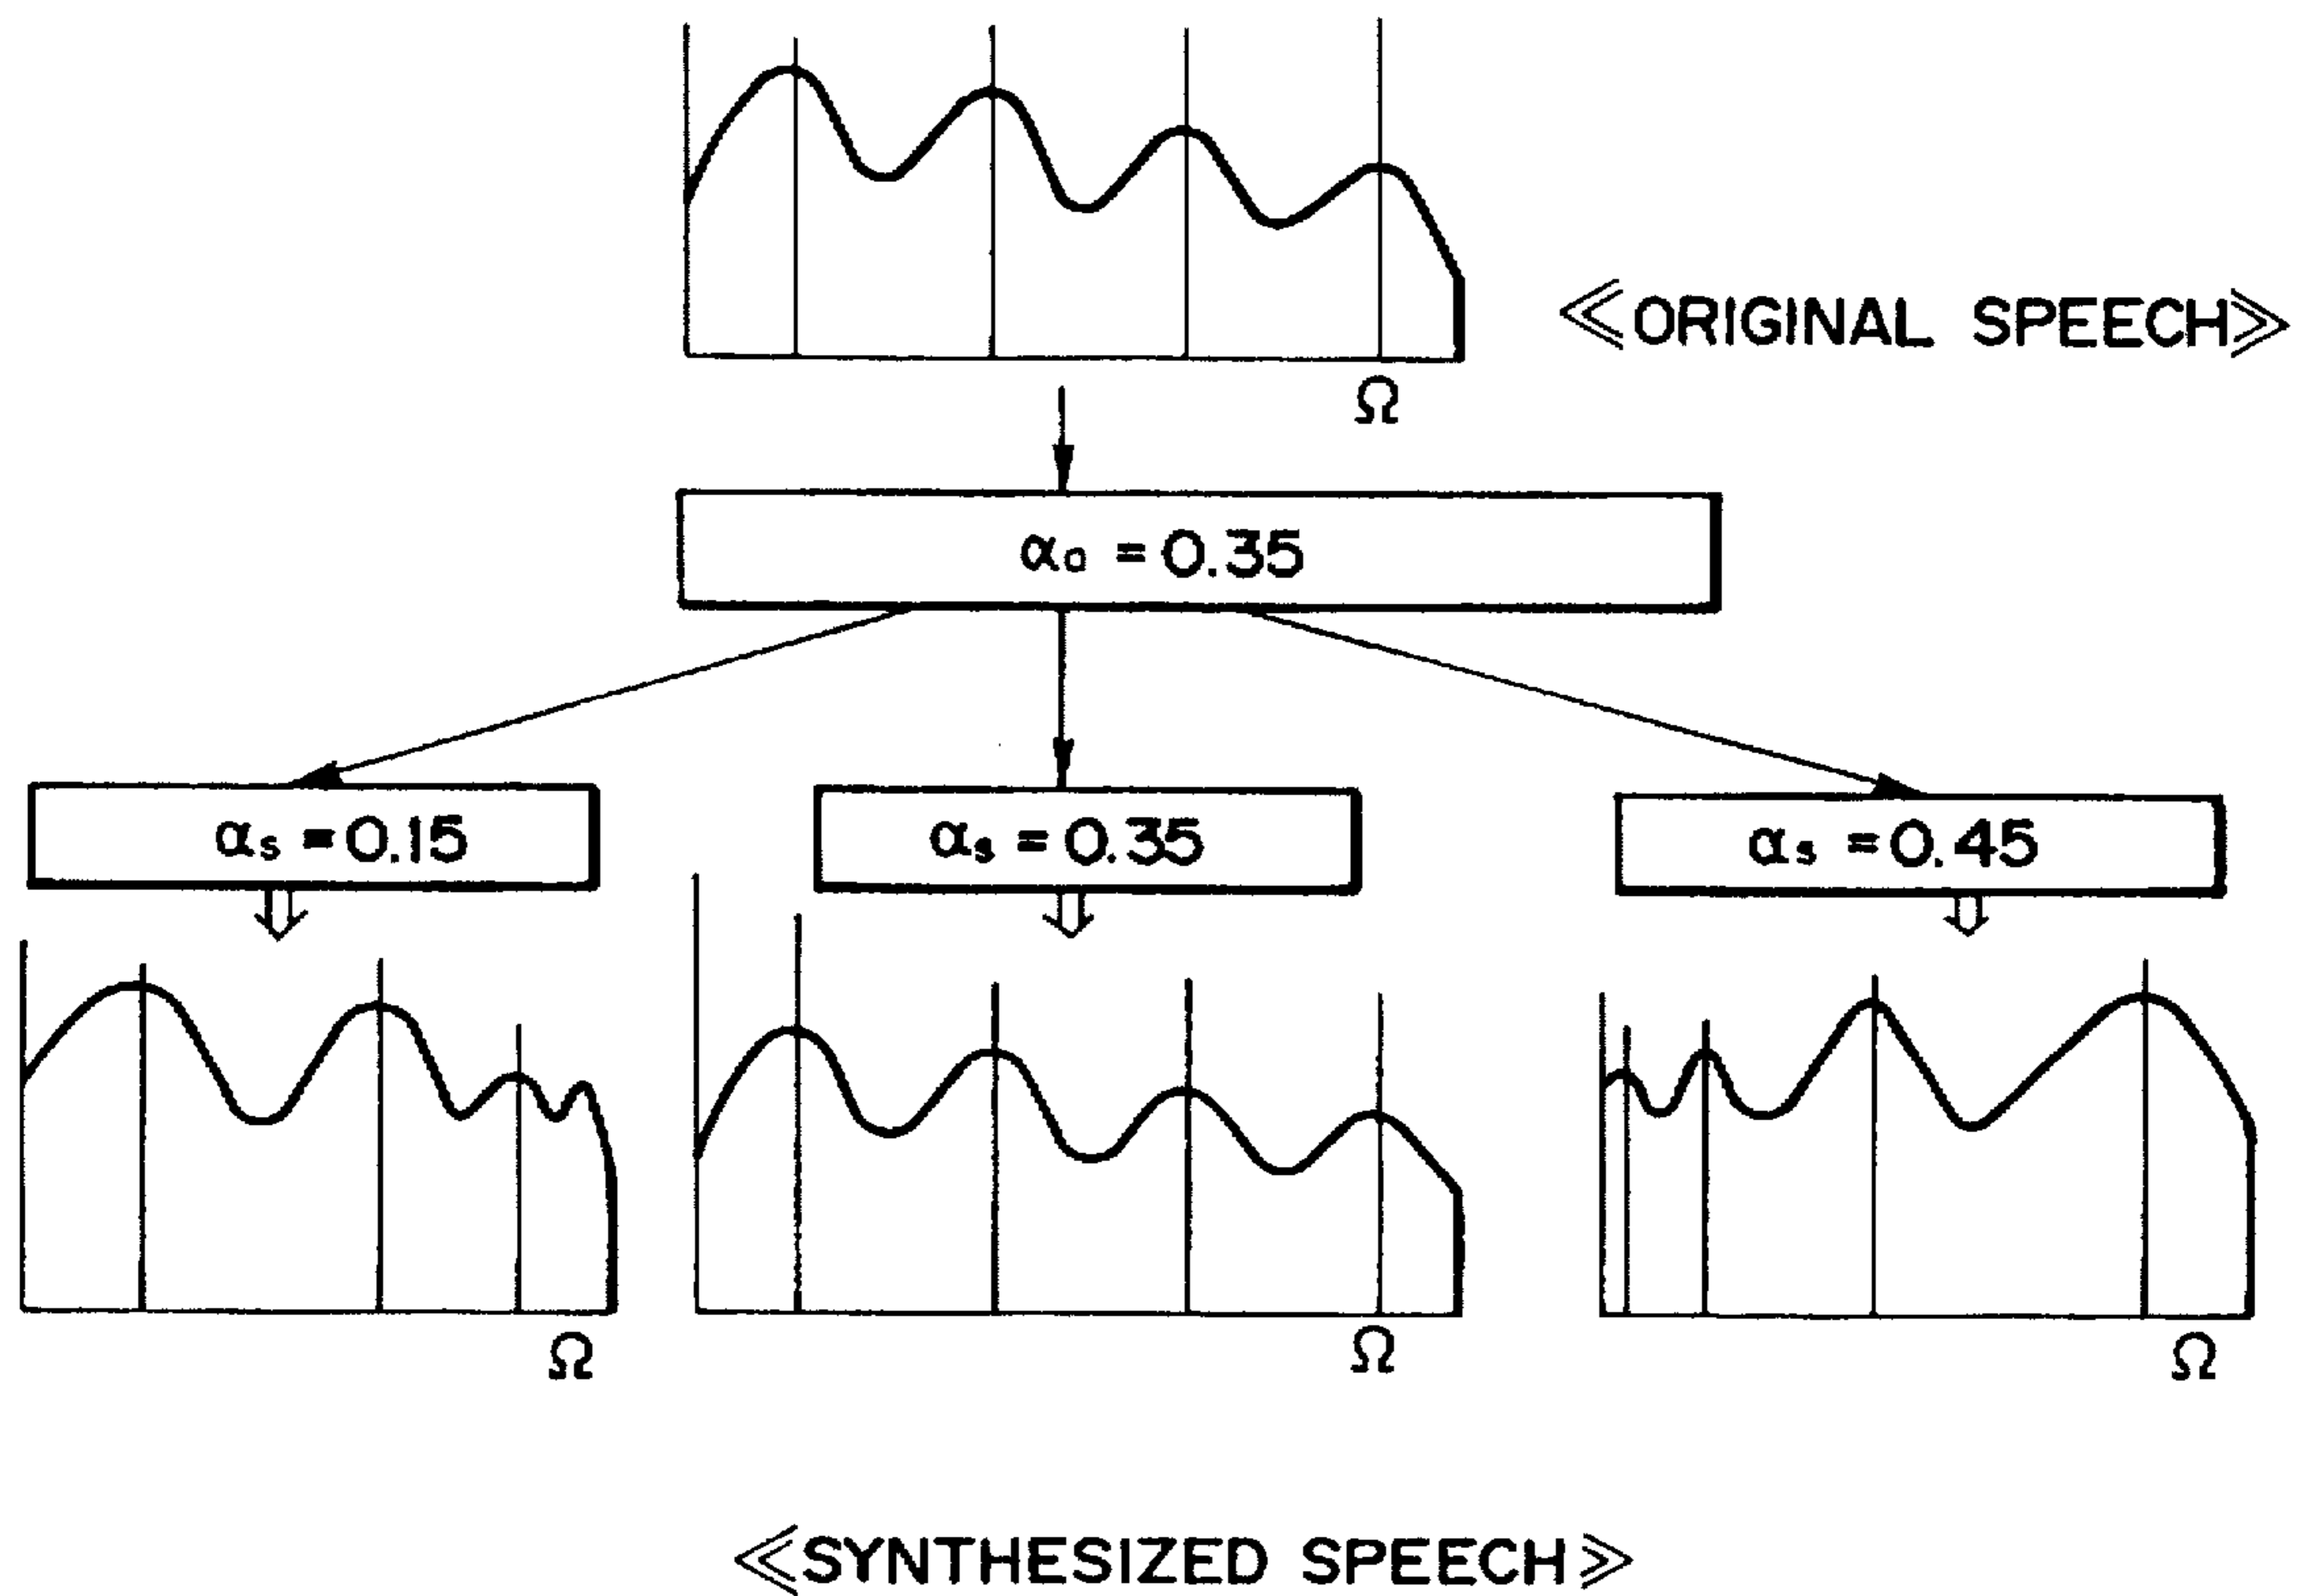 ≪ORIGINAL SPEECH≫
Ω
αa = 0.35
αs = 0.15
αs = 0.35
αs = 0.45
Ω
Ω
Ω
≪SYNTHESIZED SPEECH≫